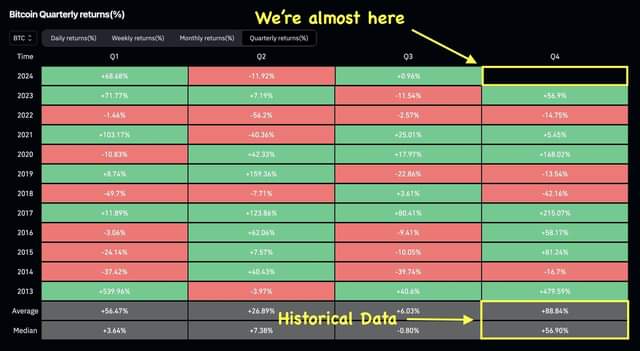 Bitcoin Quarterly returns(%)
We're almost here
BTC Daily returns(%) Weekly returns(%) Monthly returns(%) Quarterly returns(%)
Time Q1 Q2 Q3 Q4
2024 +68.68% -11.92% +0.96%
2023 +71.77% +7.19% -11.54% +56.9%
2022 -1.46% -56.2% -2.57% -14.75%
2021 +103.17% -40.36% +25.01% +5.45%
2020 -10.83% +42.33% +17.97% +168.02%
2019 +8.74% +159.36% -22.86% -13.54%
2018 -49.7% -7.71% +3.61% -42.16%
2017 +11.89% +123.86% +80.41% +215.07%
2016 -3.06% +62.06% -9.41% +58.17%
2015 -24.14% +7.57% -10.05% +81.24%
2014 -37.42% +40.43% -39.74% -16.7%
2013 +539.96% -3.97% +40.6% +479.59%
Average +56.47% +26.89% +6.03% +88.84%
Historical Data
Median +3.64% +7.38% -0.80% +56.90%